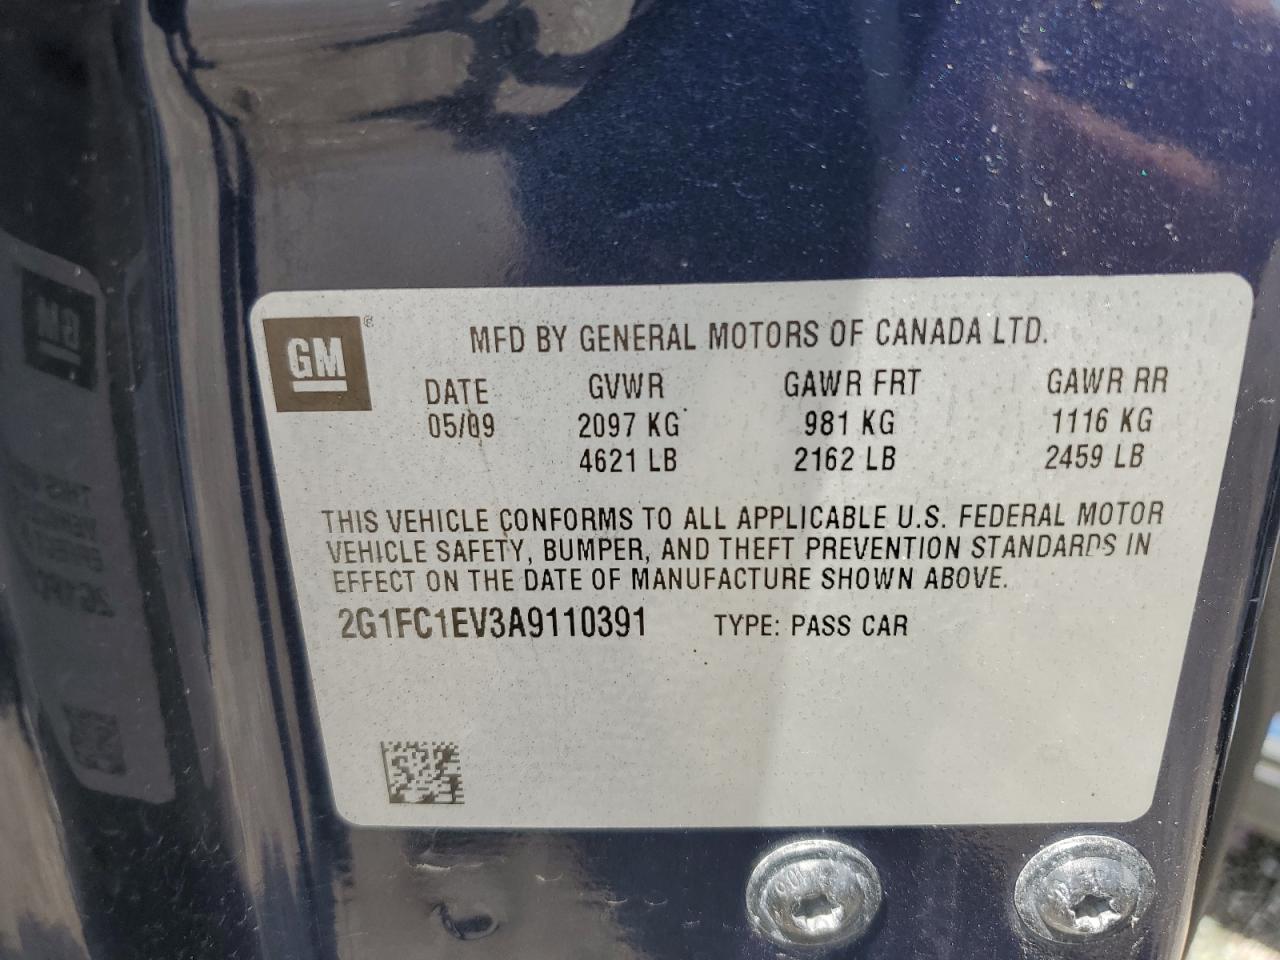 GM ®
MFD BY GENERAL MOTORS OF CANADA LTD.
DATE GVWR GAWR FRT GAWR RR
05/09 2097 KG 981 KG 1116 KG
4621 LB 2162 LB 2459 LB
THIS VEHICLE CONFORMS TO ALL APPLICABLE U.S. FEDERAL MOTOR
VEHICLE SAFETY, BUMPER, AND THEFT PREVENTION STANDARDS IN
EFFECT ON THE DATE OF MANUFACTURE SHOWN ABOVE.
2G1FC1EV3A9110391 TYPE: PASS CAR